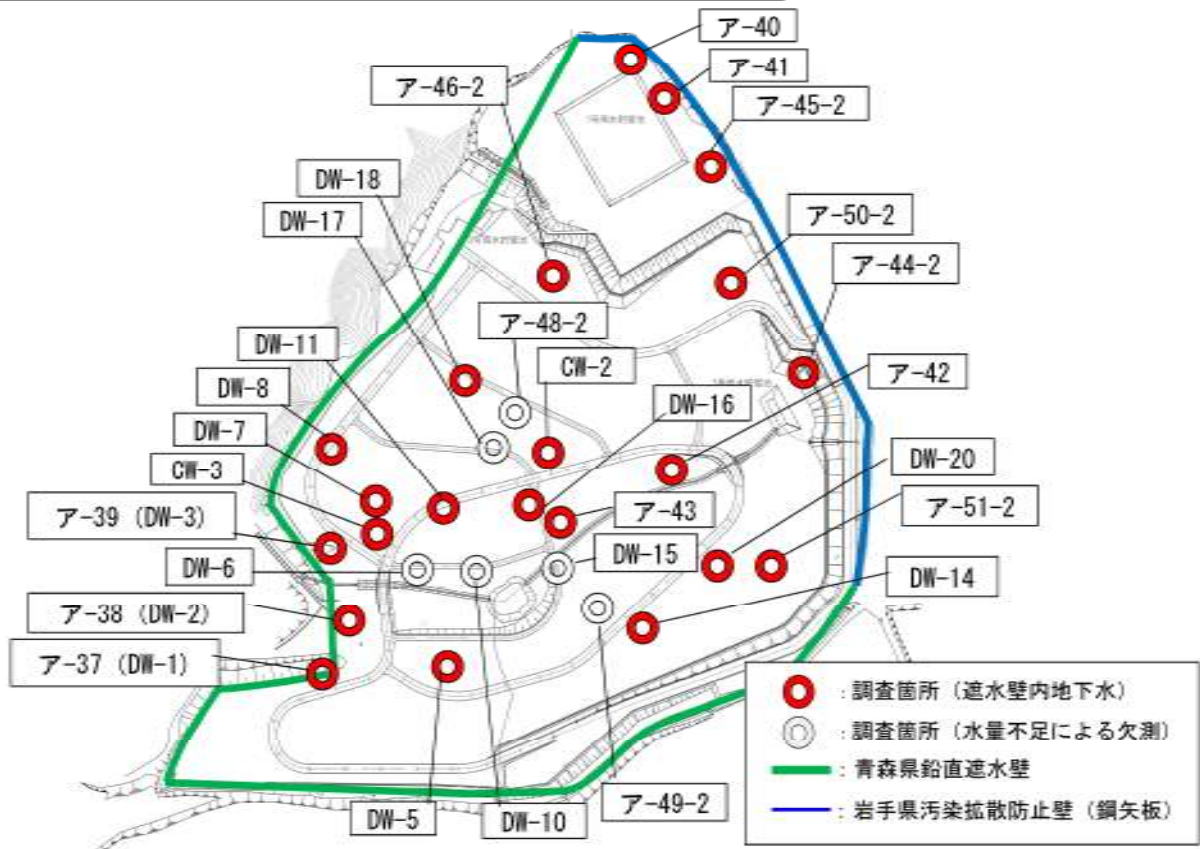 ア-40
ア-41
ア-46-2
ア-45-2
DW-18
DW-17
ア-50-2
ア-44-2
ア-48-2
DW-11
CW-2
ア-42
DW-8
DW-16
DW-7
DW-20
CW-3
ア-51-2
ア-39 (DW-3)
ア-43
DW-6
DW-15
DW-14
ア-38 (DW-2)
ア-37 (DW-1)
：調査箇所（遮水壁内地下水）
：調査箇所（水量不足による欠測）
：青森県鉛直遮水壁
：岩手県汚染拡散防止壁（鋼矢板）
ア-49-2
DW-5
DW-10